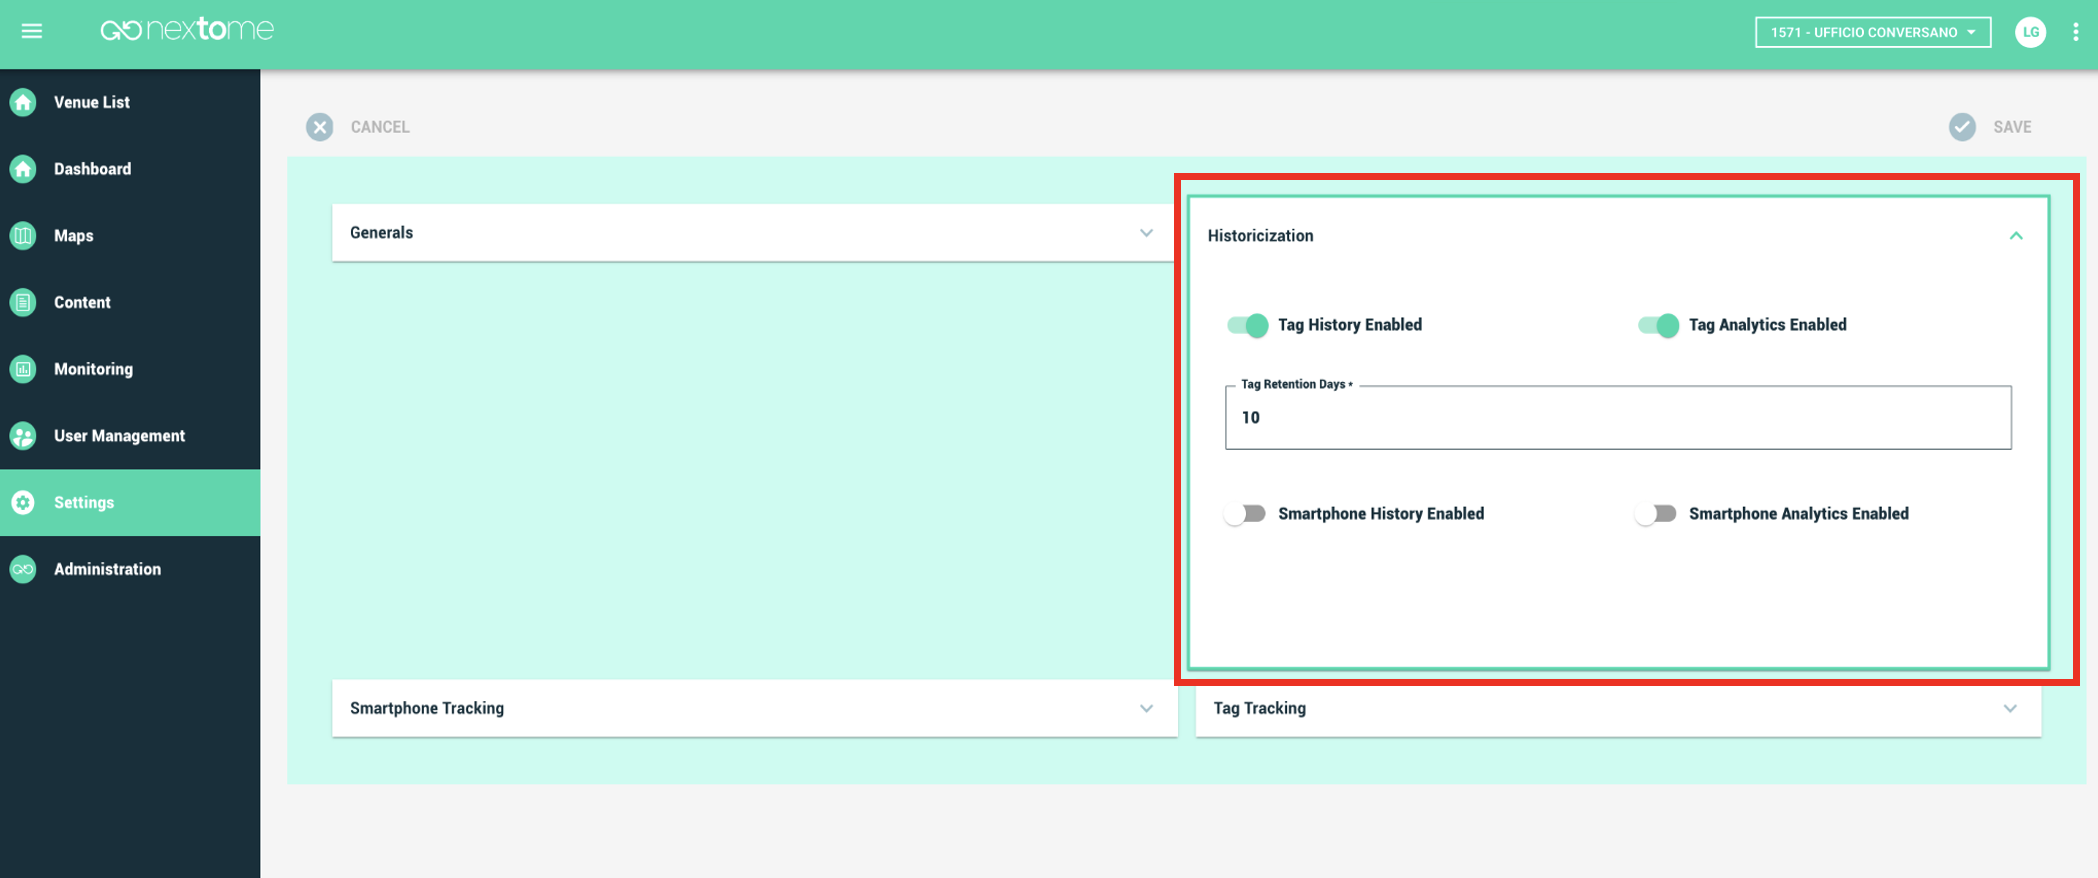 nextome
1571 - UFFICIO CONVERSANO
LG
Venue List
Dashboard
Maps
Content
Monitoring
User Management
Settings
Administration
CANCEL
SAVE
Generals
Historicization
Tag History Enabled
Tag Analytics Enabled
Tag Retention Days *
10
Smartphone History Enabled
Smartphone Analytics Enabled
Smartphone Tracking
Tag Tracking